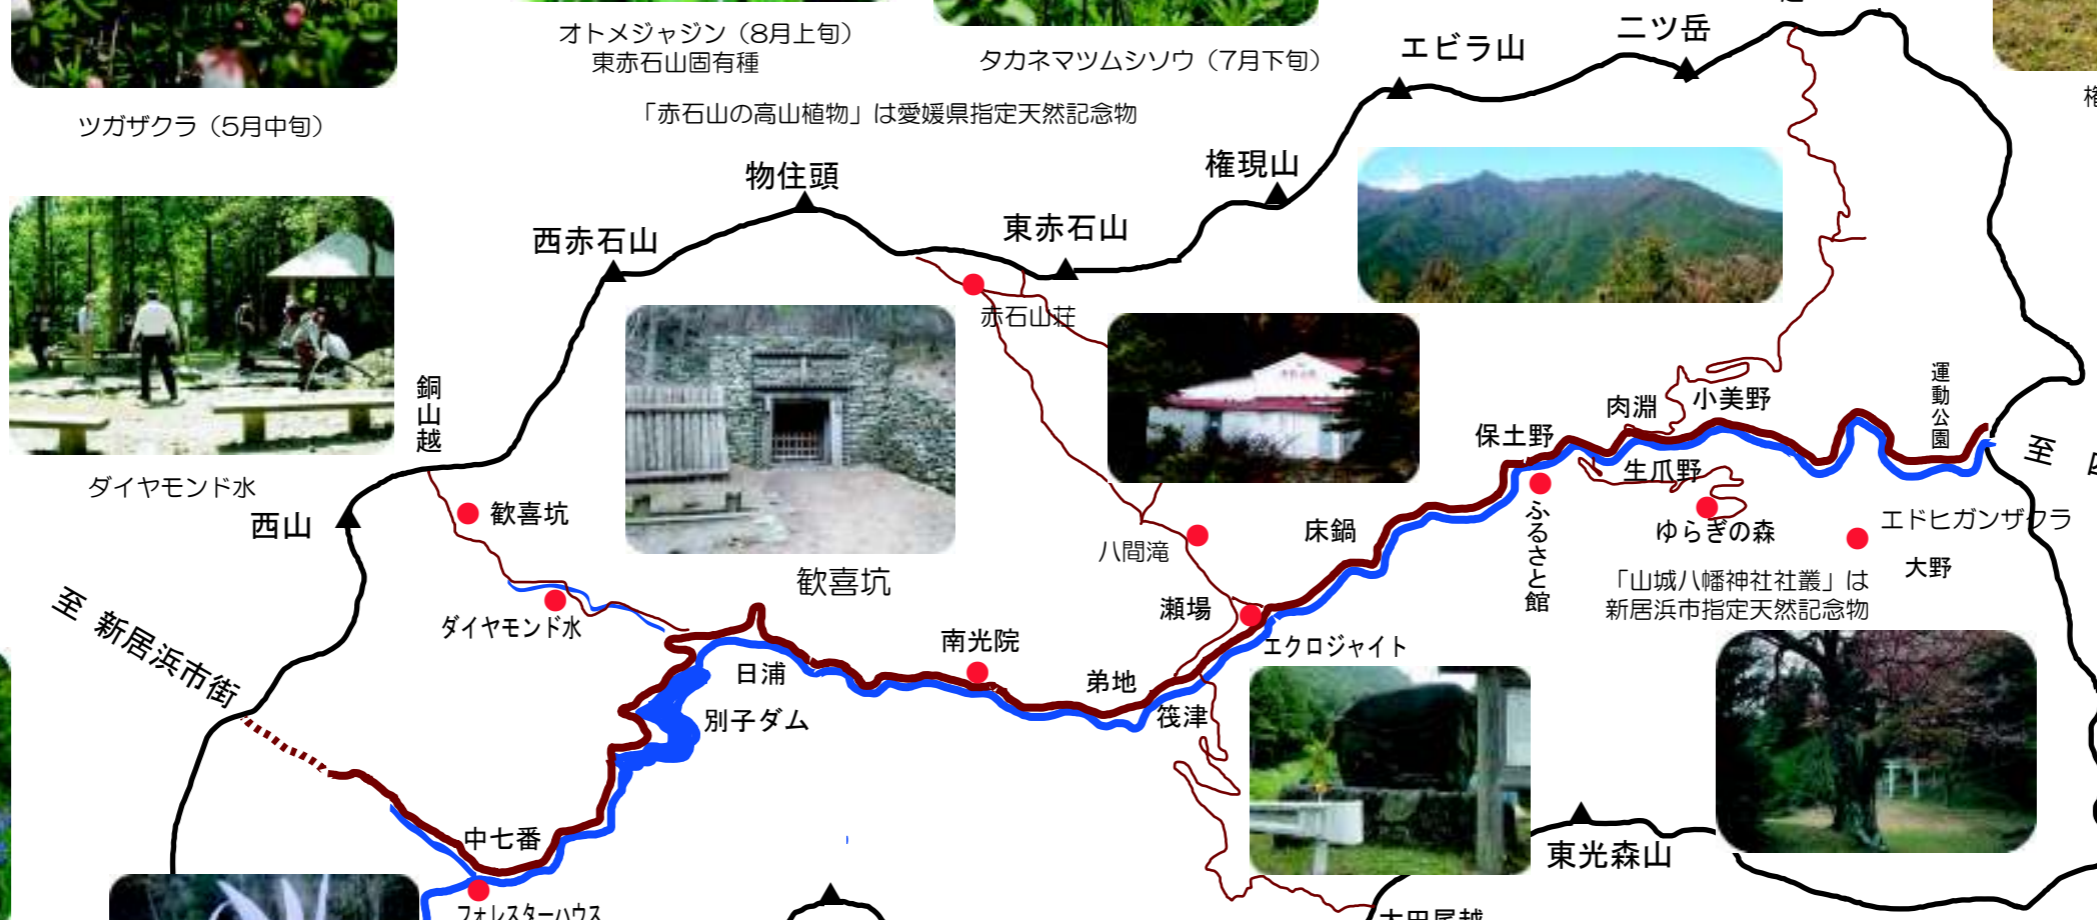 オトメジャジン（8月上旬）
東赤石山固有種
タカネマツムシソウ（7月下旬）
ツガザクラ（5月中旬）
「赤石山の高山植物」は愛媛県指定天然記念物
エビラ山
二ツ岳
権現山
物住頭
東赤石山
西赤石山
赤石山荘
銅山越
ダイヤモンド水
西山
歓喜坑
歓喜坑
ダイヤモンド水
至 新居浜市街
日浦
別子ダム
南光院
弟地
筏津
瀬場
八間滝
エクロジャイト
床鍋
保土野
ふるさと館
肉淵
小美野
生爪野
ゆらぎの森
運動公園
至
エドヒガンザクラ
大野
「山城八幡神社社叢」は
新居浜市指定天然記念物
中七番
フォレスターハウス
東光森山